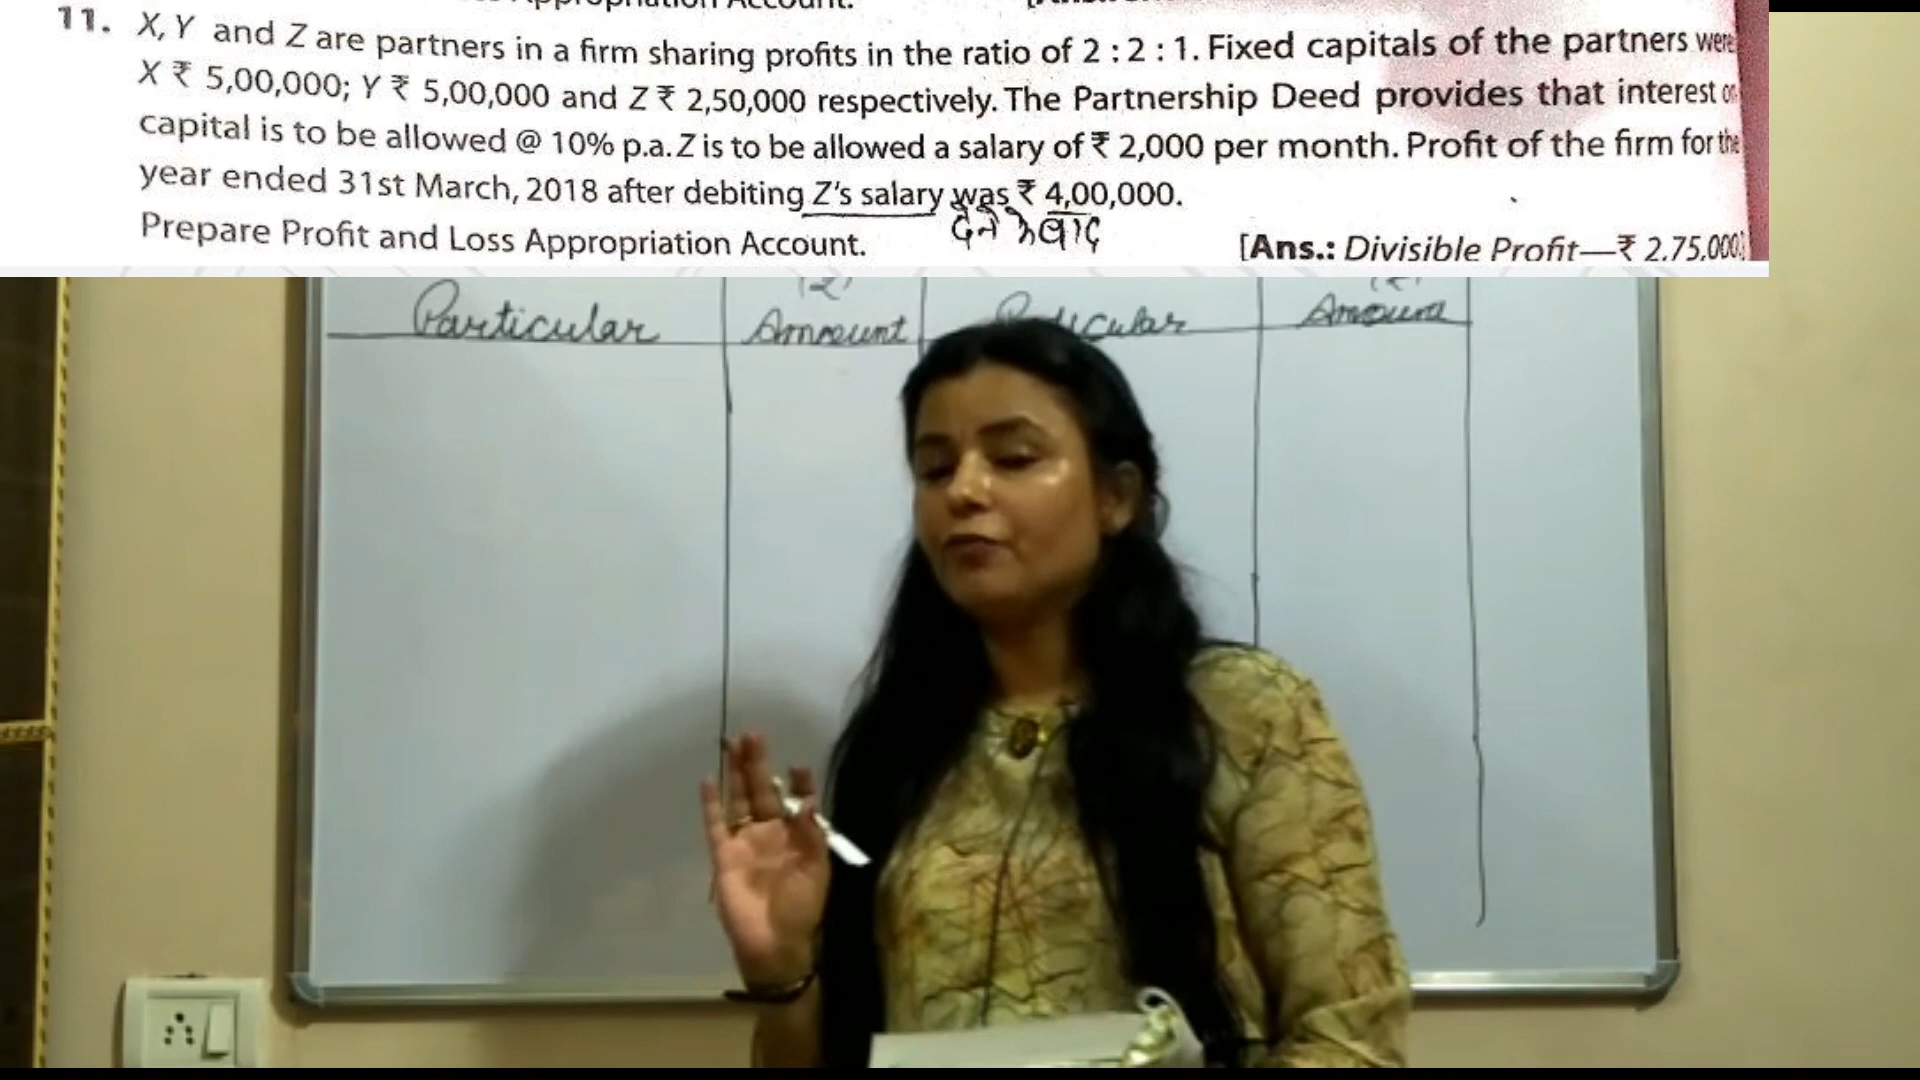 11. X, Y and Z are partners in a firm sharing profits in the ratio of 2 : 2 : 1. Fixed capitals of the partners were
X ₹ 5,00,000; Y ₹ 5,00,000 and Z ₹ 2,50,000 respectively. The Partnership Deed provides that interest on
capital is to be allowed @ 10% p.a. Z is to be allowed a salary of ₹ 2,000 per month. Profit of the firm for the
year ended 31st March, 2018 after debiting Z's salary was ₹ 4,00,000.
देने के बाद
Prepare Profit and Loss Appropriation Account. [Ans.: Divisible Profit—₹ 2,75,000.]
Particular Amount Amount